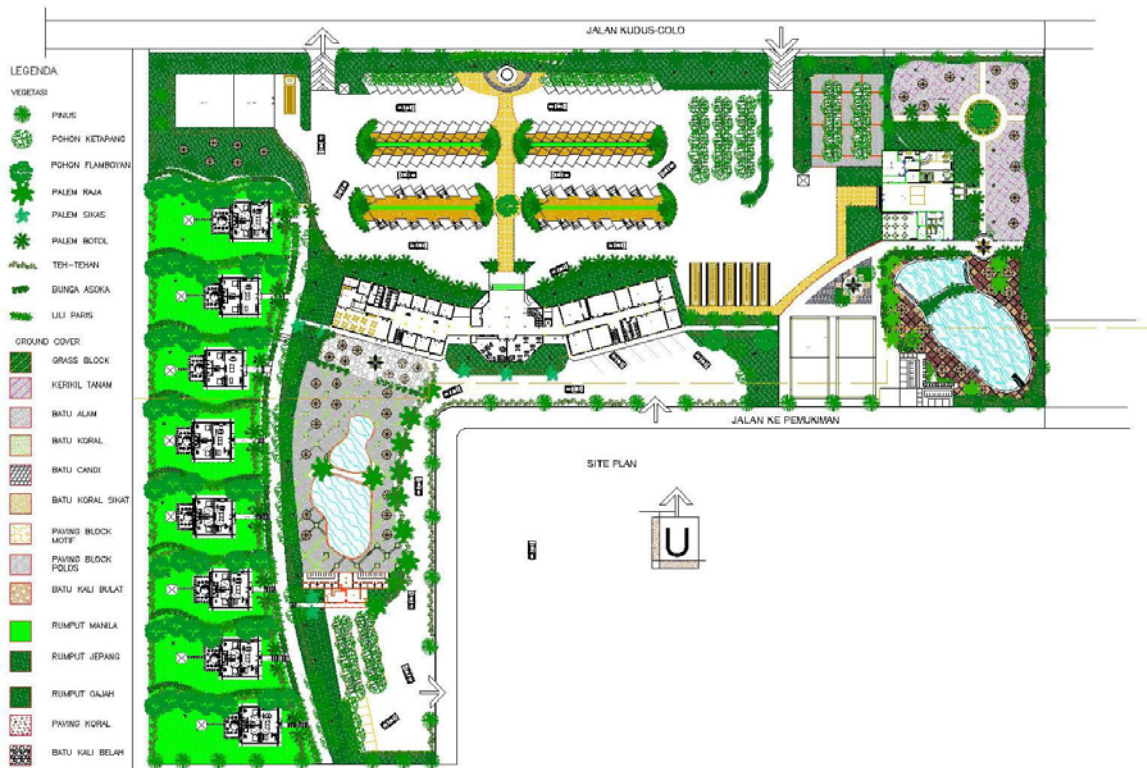 JALAN KUDUS-COLO
LEGENDA
VEGETASI
PINUS
POHON KETAPANG
POHON FLAMBOYAN
PALEM RAJA
PALEM SIKAS
PALEM BOTOL
TEH-TEHAN
BUNGA ASOKA
LILI PARIS
GROUND COVER
GRASS BLOCK
KERIKIL TANAM
BATU ALAM
BATU KORAL
BATU CANDI
BATU KORAL SIKAT
PAVING BLOCK
MOTIF
PAVING BLOCK
POLOS
BATU KALI BULAT
RUMPUT MANILA
RUMPUT JEPANG
RUMPUT GAJAH
PAVING KORAL
BATU KALI BELAH
JALAN KE PEMUKIMAN
SITE PLAN
U